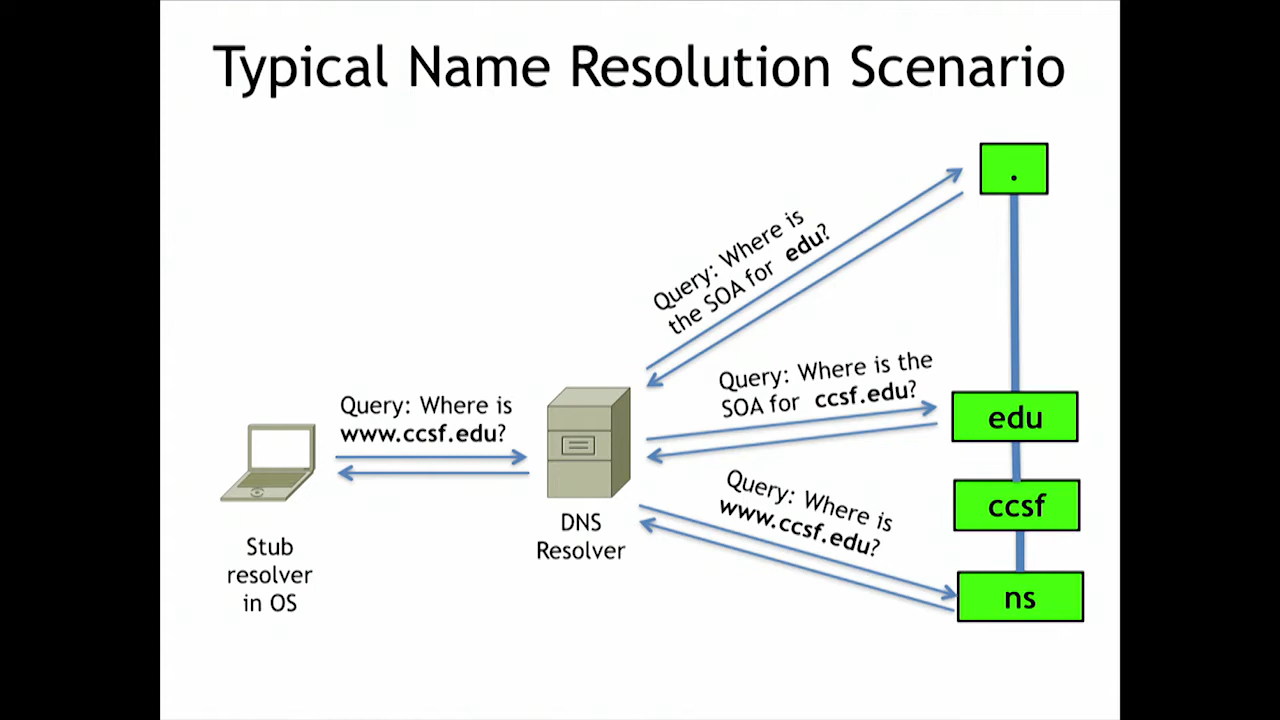 Typical Name Resolution Scenario
.
Query: Where is
the SOA for edu?
Query: Where is the
SOA for ccsf.edu?
edu
Query: Where is
www.ccsf.edu?
Query: Where is
www.ccsf.edu?
ccsf
ns
DNS
Resolver
Stub
resolver
in OS